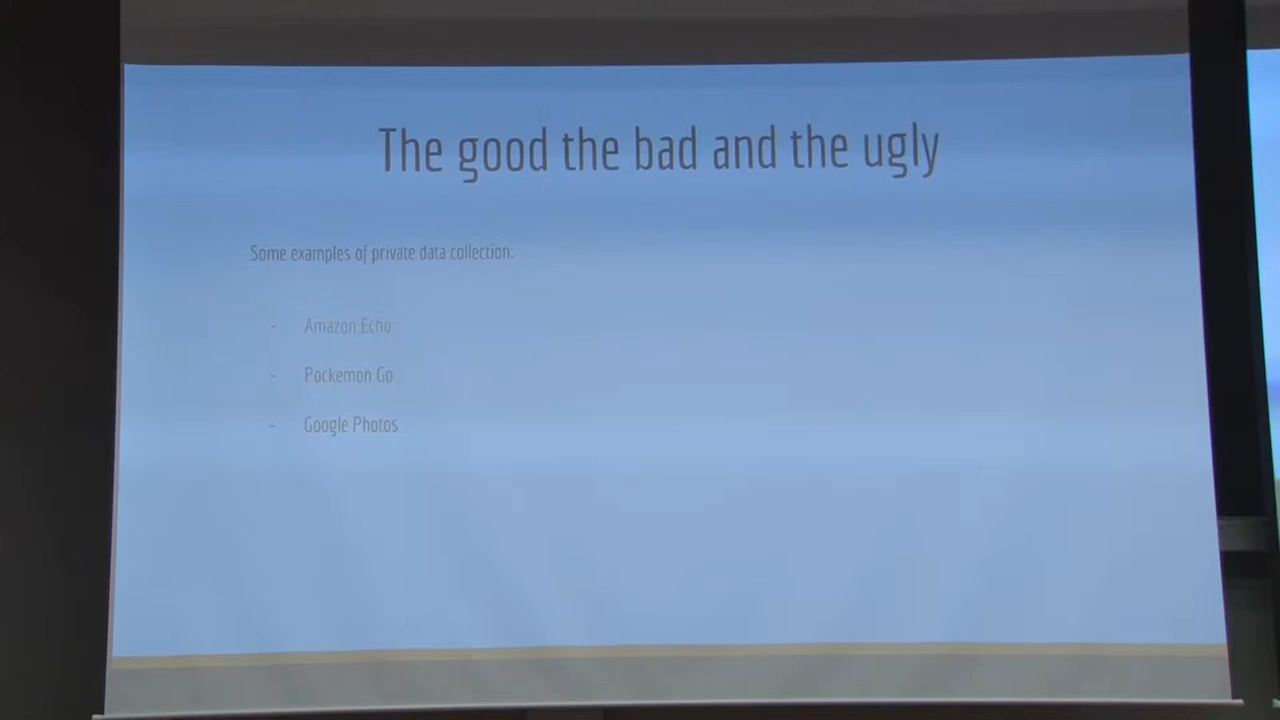 The good the bad and the ugly
Some examples of private data collection:
- Amazon Echo
- Pockemon Go
- Google Photos